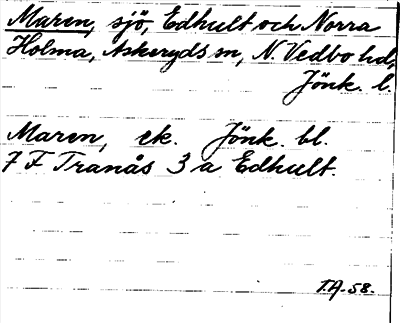 Maren, sjö, Edhult och Norra
Holma, Askeryds sn, N. Vedbo hd,
Jönk. l.
Maren, ek. Jönk. bl.
7 F Tranås 3 a Edhult.
T.A. 58.